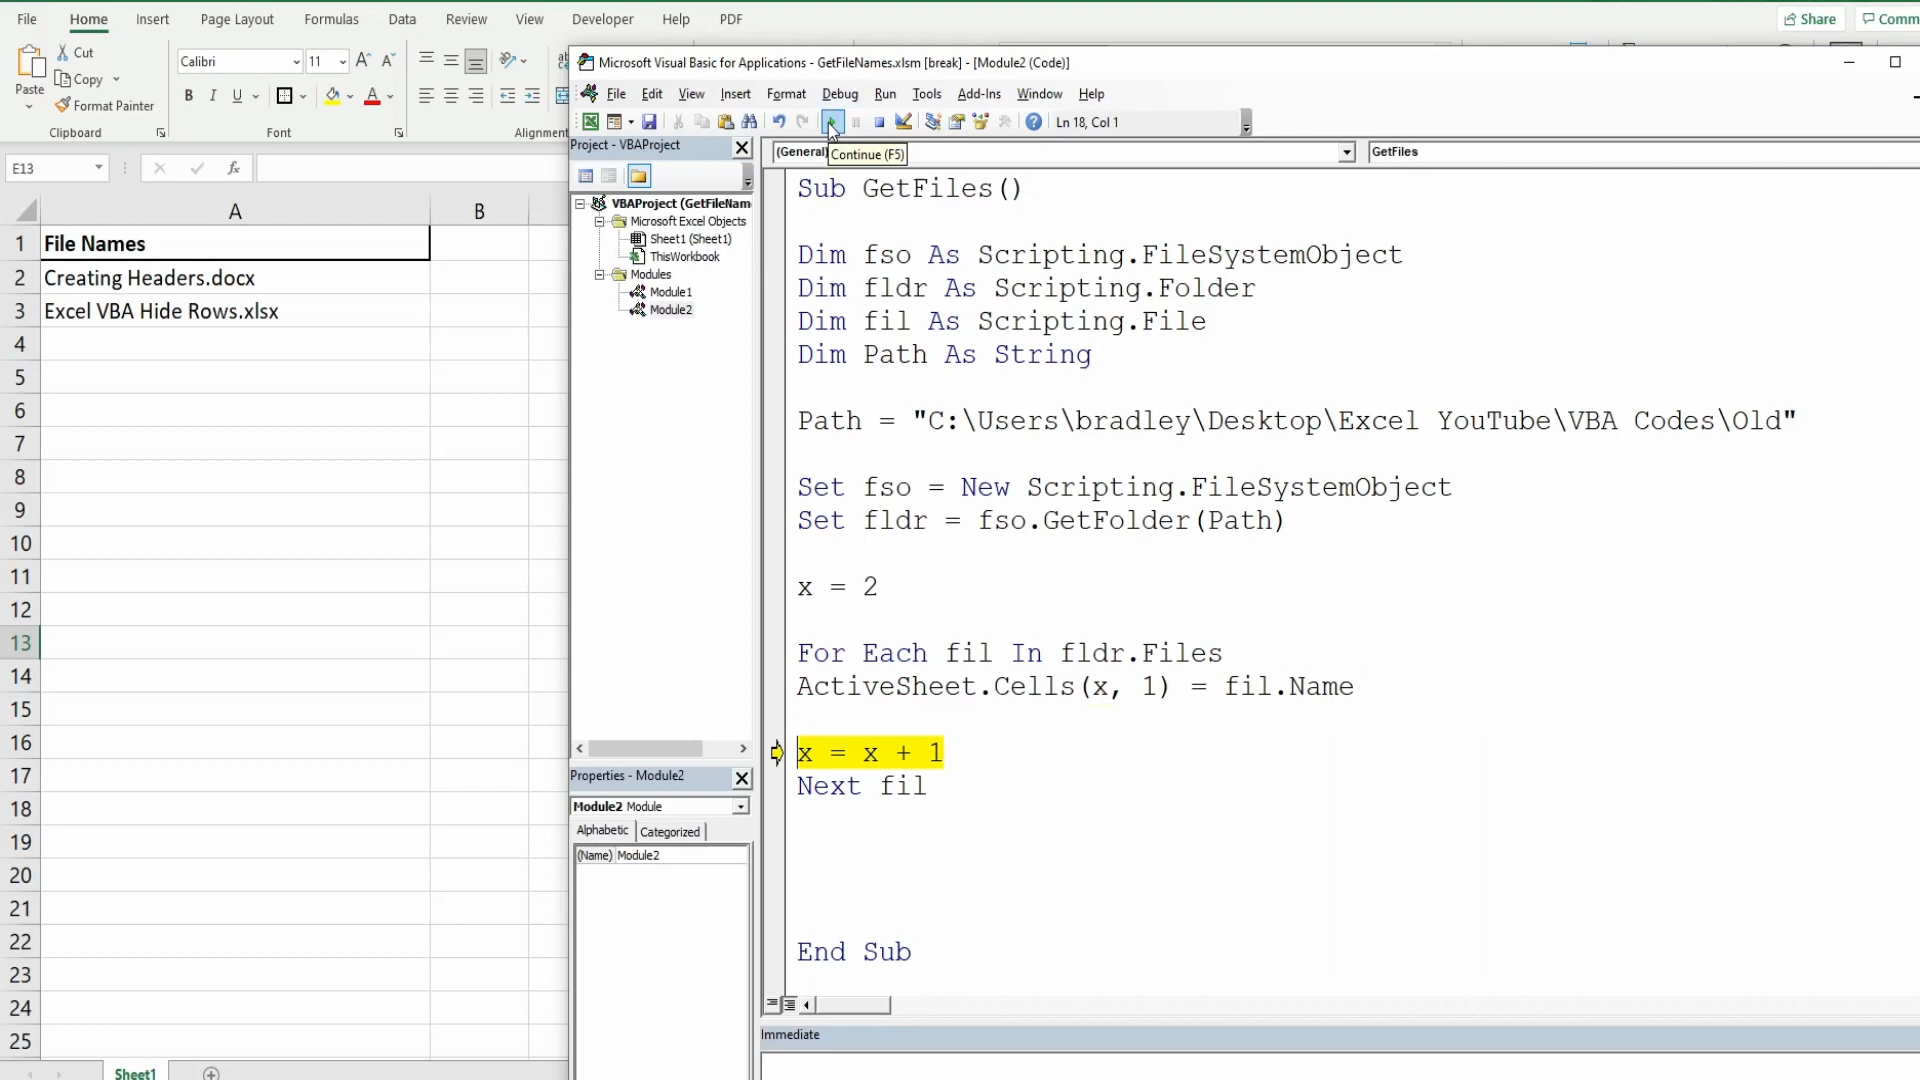 File Home Insert Page Layout Formulas Data Review View Developer Help PDF Share Comm
Paste Cut Copy Format Painter
Calibri 11
B I U A
Clipboard Font Alignment
E13 fx
A B
1 File Names
2 Creating Headers.docx
3 Excel VBA Hide Rows.xlsx
4
5
6
7
8
9
10
11
12
13
14
15
16
17
18
19
20
21
22
23
24
25
Sheet1
Microsoft Visual Basic for Applications - GetFileNames.xlsm [break] - [Module2 (Code)]
File Edit View Insert Format Debug Run Tools Add-Ins Window Help
Ln 18, Col 1
Continue (F5)
Project - VBAProject
VBAProject (GetFileNam
Microsoft Excel Objects
Sheet1 (Sheet1)
ThisWorkbook
Modules
Module1
Module2
Properties - Module2
Module2 Module
Alphabetic Categorized
(Name) Module2
(General) GetFiles
Sub GetFiles()
Dim fso As Scripting.FileSystemObject
Dim fldr As Scripting.Folder
Dim fil As Scripting.File
Dim Path As String
Path = "C:\Users\bradley\Desktop\Excel YouTube\VBA Codes\Old"
Set fso = New Scripting.FileSystemObject
Set fldr = fso.GetFolder(Path)
x = 2
For Each fil In fldr.Files
ActiveSheet.Cells(x, 1) = fil.Name
x = x + 1
Next fil
End Sub
Immediate